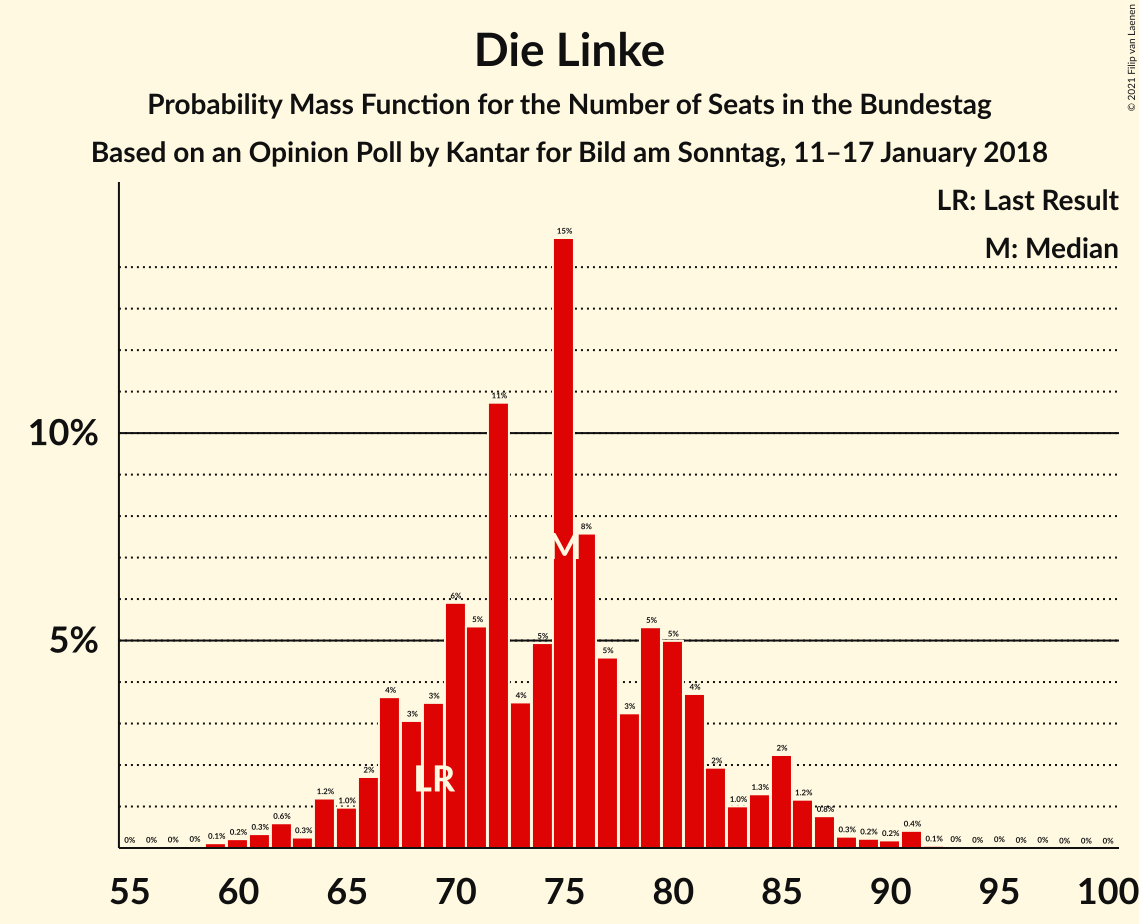 © 2021 Filip van Laenen
Die Linke
Probability Mass Function for the Number of Seats in the Bundestag
Based on an Opinion Poll by Kantar for Bild am Sonntag, 11–17 January 2018
LR: Last Result
M: Median
10%
5%
0% 0% 0% 0% 0.1% 0.2% 0.3% 0.6% 0.3% 1.2% 1.0% 2% 4% 3% 3% 6% 5% 11% 4% 5% 15% 8% 5% 3% 5% 5% 4% 2% 1.0% 1.3% 2% 1.2% 0.8% 0.3% 0.2% 0.2% 0.4% 0.1% 0% 0% 0% 0% 0% 0% 0% 0%
M
LR
55 60 65 70 75 80 85 90 95 100